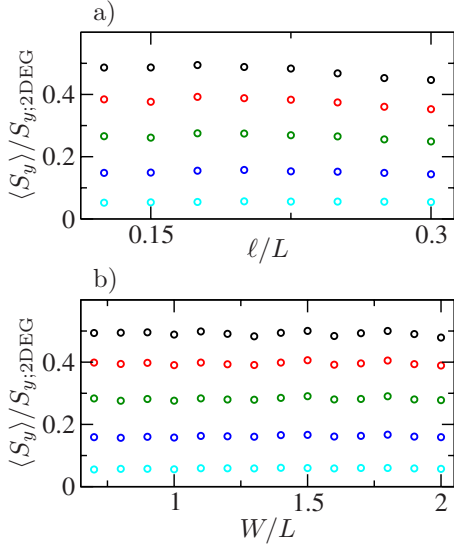 a)
⟨S_y⟩/S_{y;2DEG}
0.4
0.2
0
0.15
0.3
ℓ/L
b)
⟨S_y⟩/S_{y;2DEG}
0.4
0.2
0
1
1.5
2
W/L